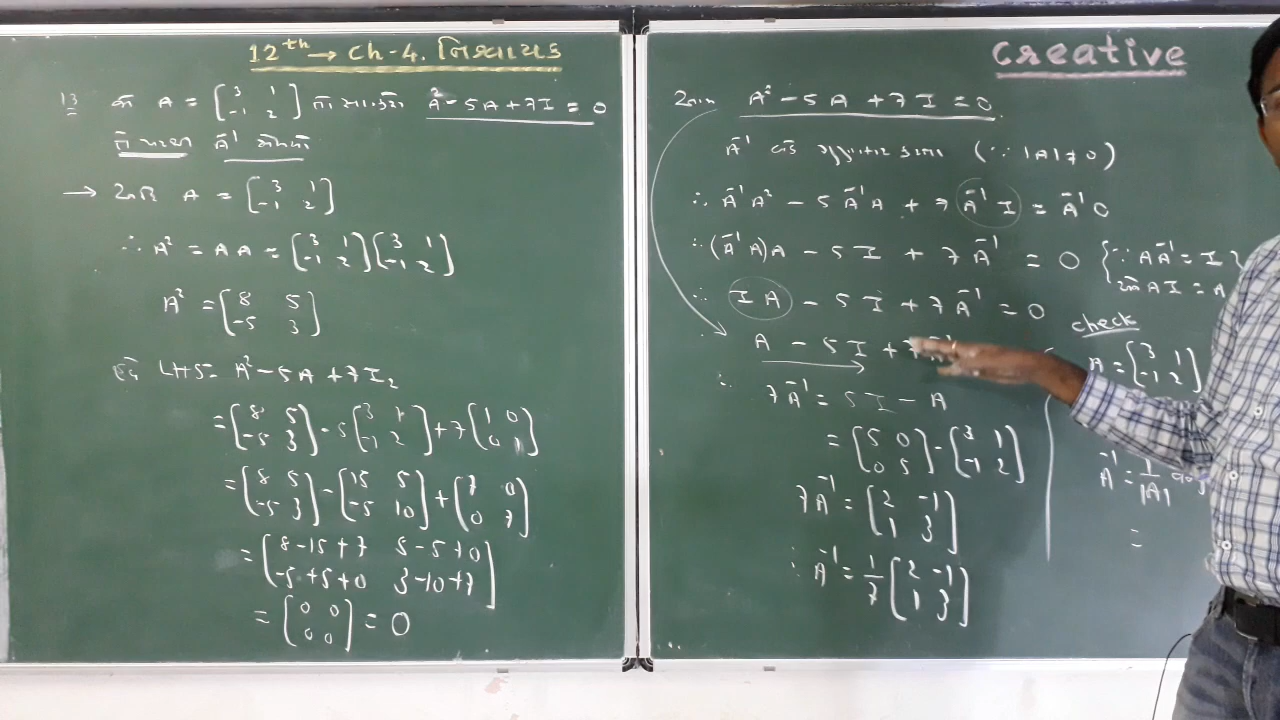 12th → Ch-4. નિશ્ચાયક
13 જો A = [3 1 -1 2] તો સાબિત A² - 5A + 7I = 0
A⁻¹ મેળવો
→ A = [3 1 -1 2]
∴ A² = AA = [3 1 -1 2][3 1 -1 2]
A² = [8 5 -5 3]
LHS = A² - 5A + 7I₂
= [8 5 -5 3] - 5[3 1 -1 2] + 7[1 0 0 1]
= [8 5 -5 3] - [15 5 -5 10] + [7 0 0 7]
= [8-15+7 5-5+0 -5+5+0 3-10+7]
= [0 0 0 0] = 0
Creative
A² - 5A + 7I = 0
A⁻¹ વડે (∵ |A| ≠ 0)
∴ A⁻¹A² - 5A⁻¹A + 7A⁻¹I = A⁻¹0
∴ (A⁻¹A)A - 5I + 7A⁻¹ = 0 {∵ AA⁻¹ = I}
AI = A
∴ IA - 5I + 7A⁻¹ = 0
A - 5I +
∴ 7A⁻¹ = 5I - A
= [5 0 0 5] - [3 1 -1 2]
7A⁻¹ = [2 -1 1 3]
∴ A⁻¹ = 1/7 [2 -1 1 3]
check
A = [3 1 -1 2]
A⁻¹ = 1/|A|
=